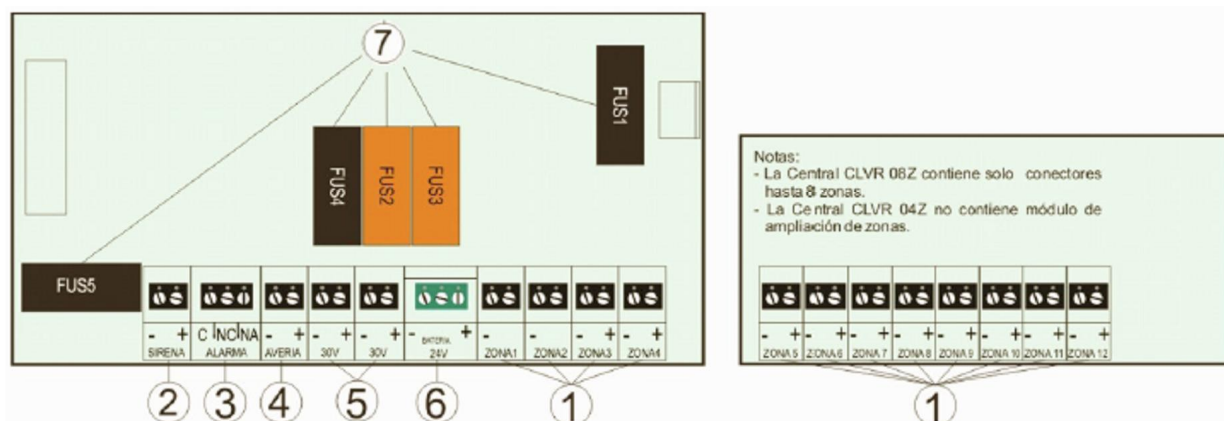 7
FUS1
FUS4
FUS2
FUS3
FUS5
- +
C NC NA
- +
- +
- +
- BATERIA +
- +
-
- +
- +
SIRENA
ALARMA
AVERIA
30V
30V
24V
ZONA1
ZONA2
ZONA3
ZONA4
2
3
4
5
6
1
Notas:
- La Central CLVR 08Z contiene solo conectores
hasta 8 zonas.
- La Central CLVR 04Z no contiene módulo de
ampliación de zonas.
- + - + - + - + - + - + - + - +
ZONA 5 ZONA 6 ZONA 7 ZONA 8 ZONA 9 ZONA 10 ZONA 11 ZONA 12
1